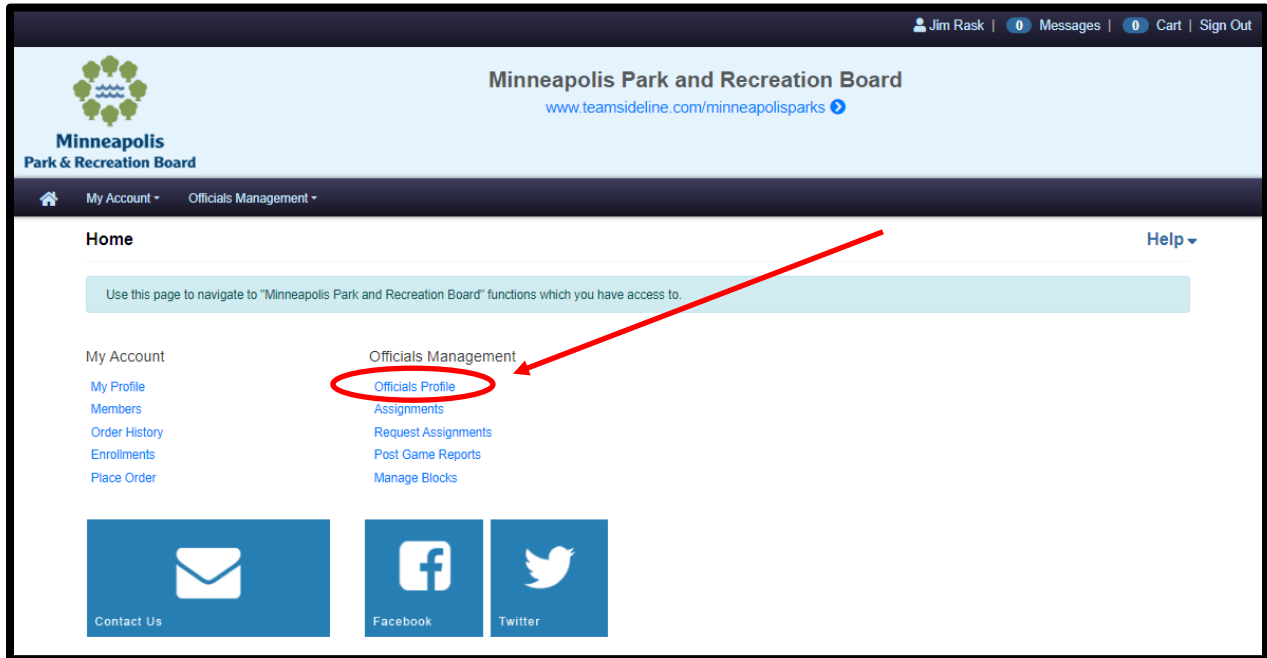 Jim Rask | 0 Messages | 0 Cart | Sign Out
Minneapolis
Park & Recreation Board
Minneapolis Park and Recreation Board
www.teamsideline.com/minneapolisparks
My Account
Officials Management
Home
Help
Use this page to navigate to "Minneapolis Park and Recreation Board" functions which you have access to.
My Account
My Profile
Members
Order History
Enrollments
Place Order
Officials Management
Officials Profile
Assignments
Request Assignments
Post Game Reports
Manage Blocks
Contact Us
Facebook
Twitter